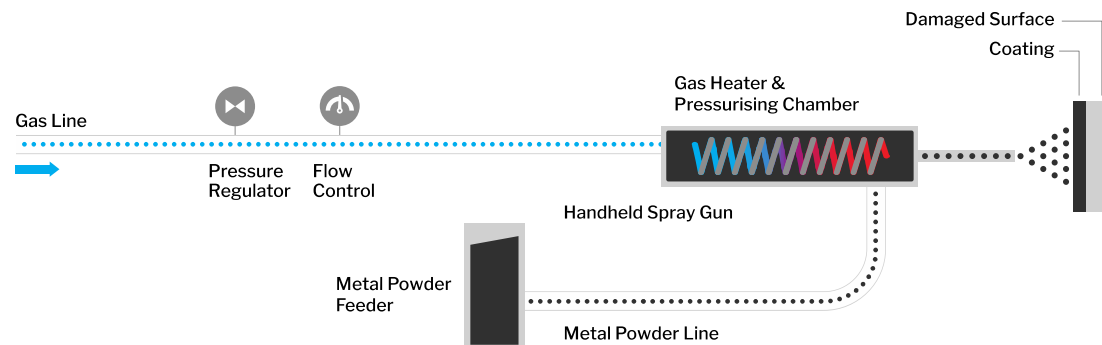 Damaged Surface
Coating
Gas Heater &
Pressurising Chamber
Gas Line
Pressure
Regulator
Flow
Control
Handheld Spray Gun
Metal Powder
Feeder
Metal Powder Line